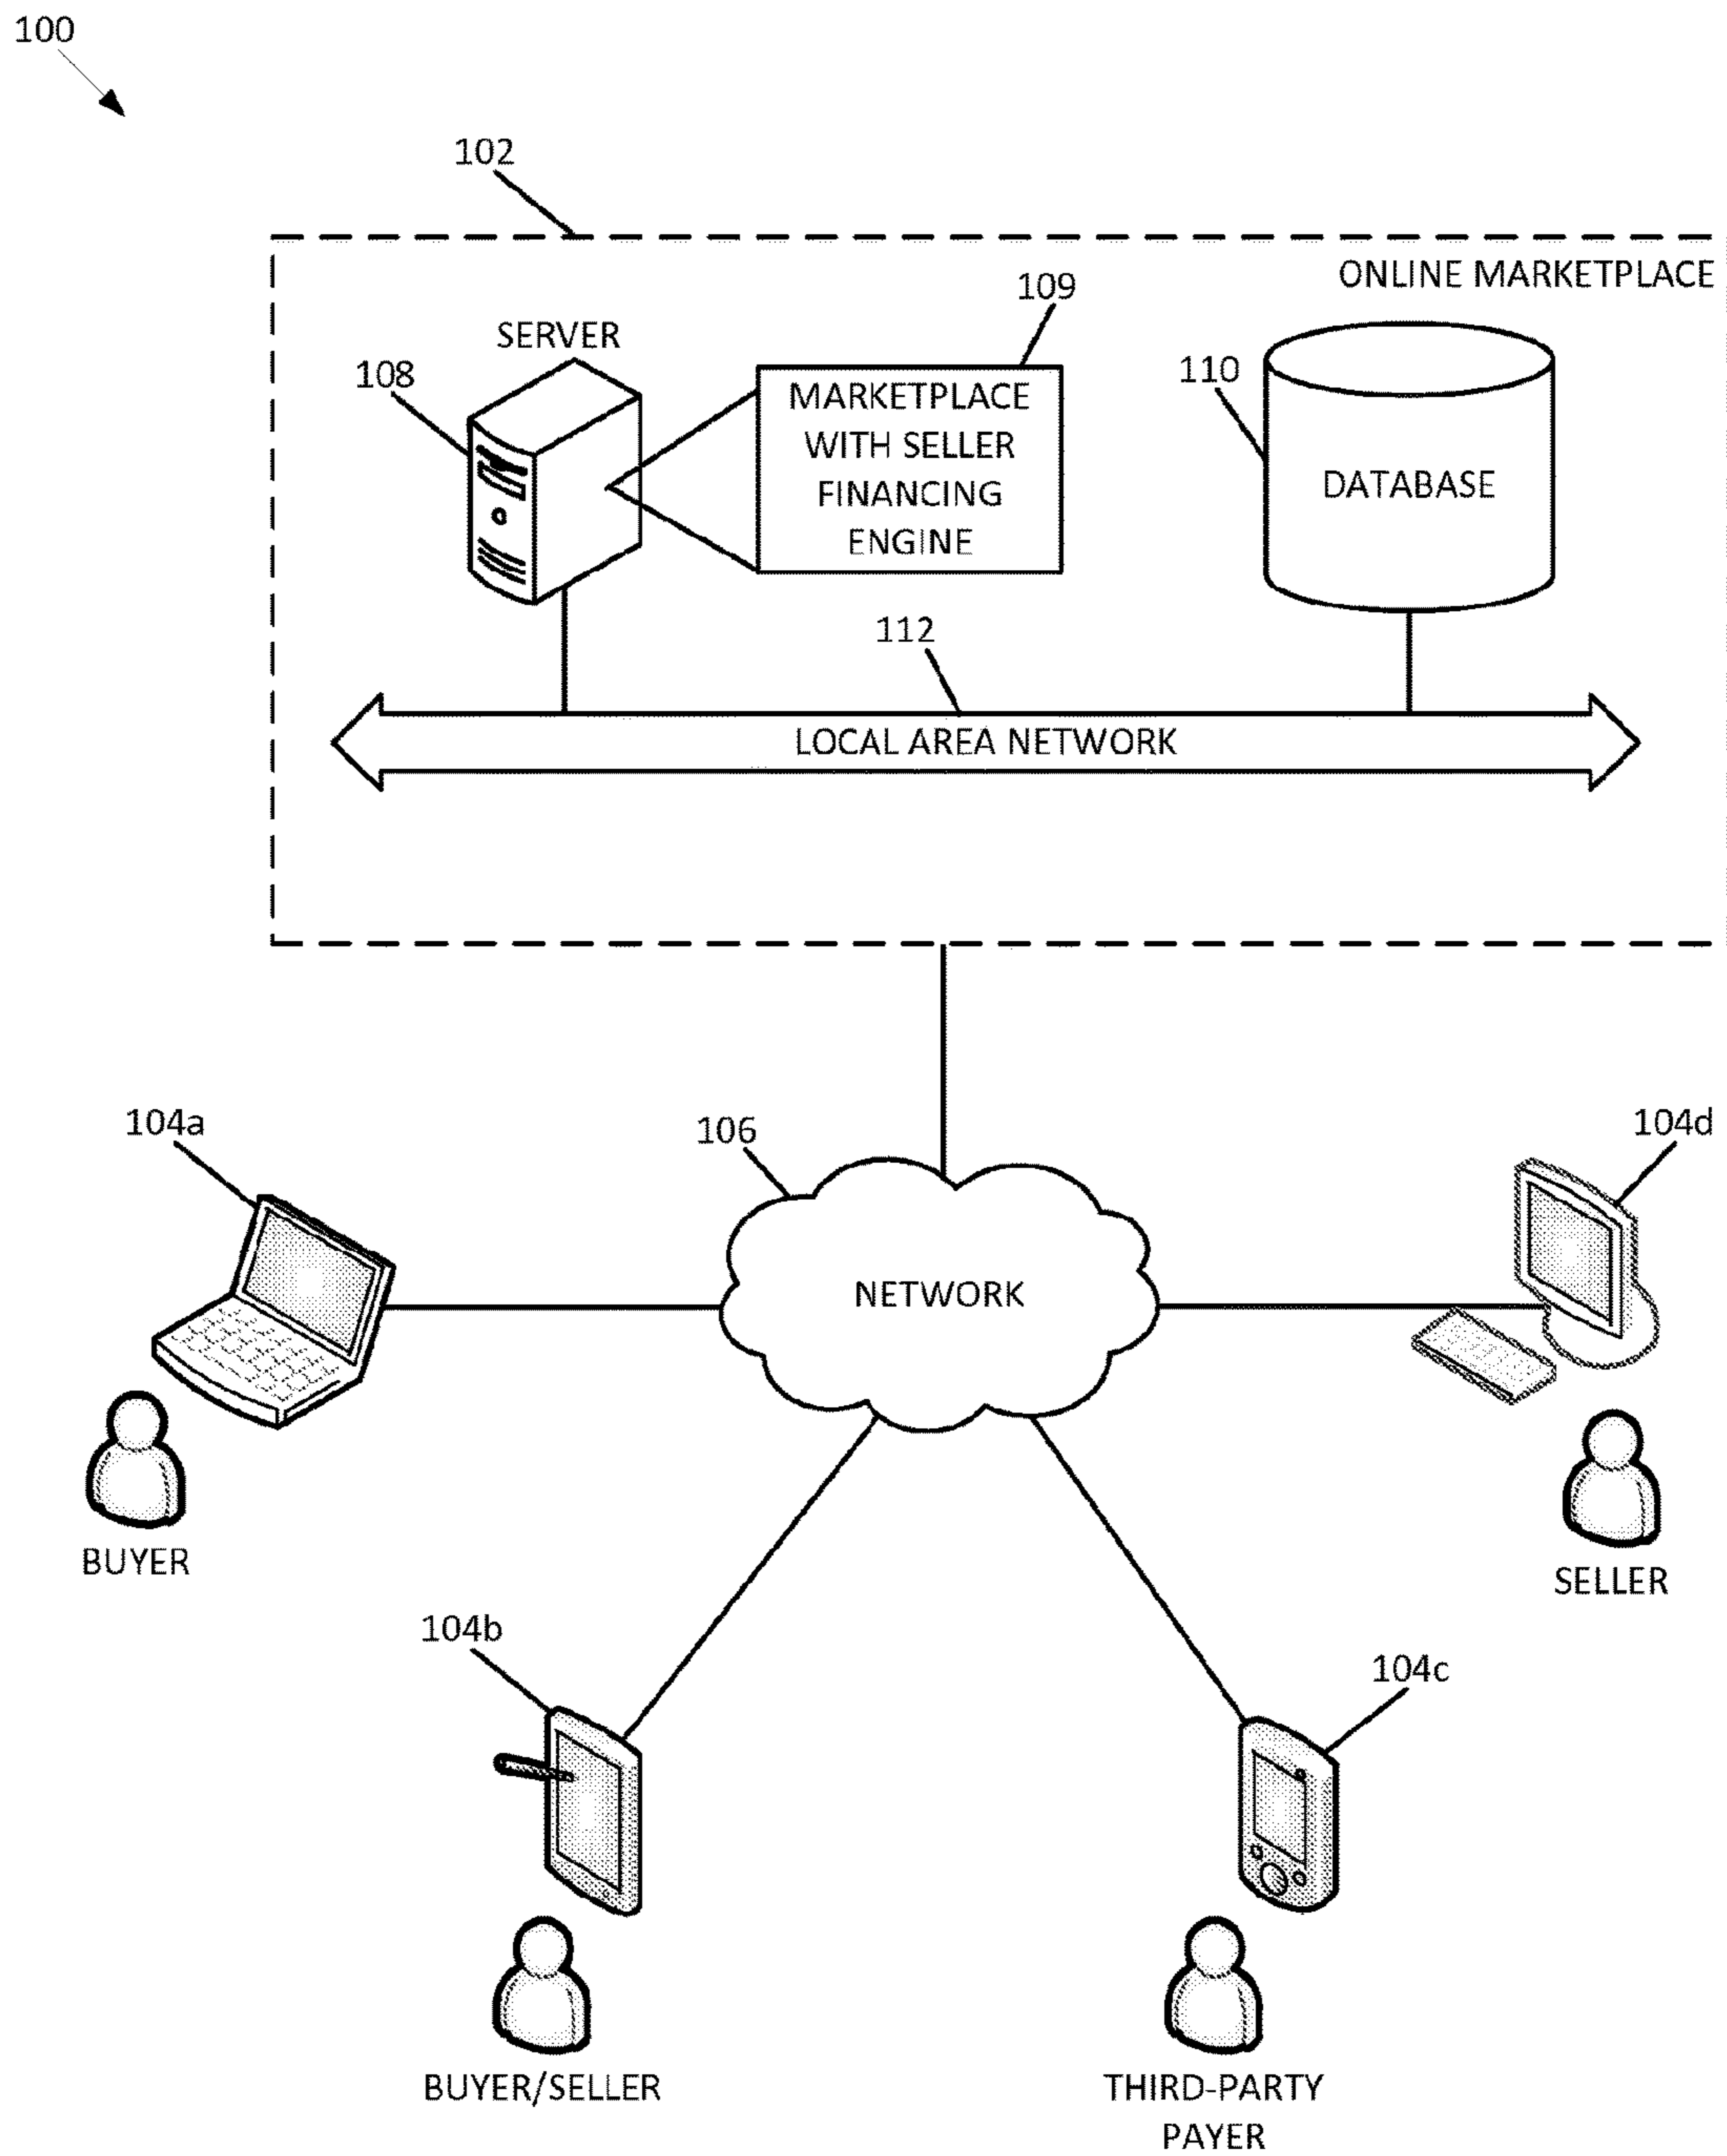 100
102
ONLINE MARKETPLACE
109
SERVER
108
MARKETPLACE
WITH SELLER
FINANCING
ENGINE
110
DATABASE
112
LOCAL AREA NETWORK
104a
106
104d
NETWORK
BUYER
SELLER
104b
104c
BUYER/SELLER
THIRD-PARTY
PAYER